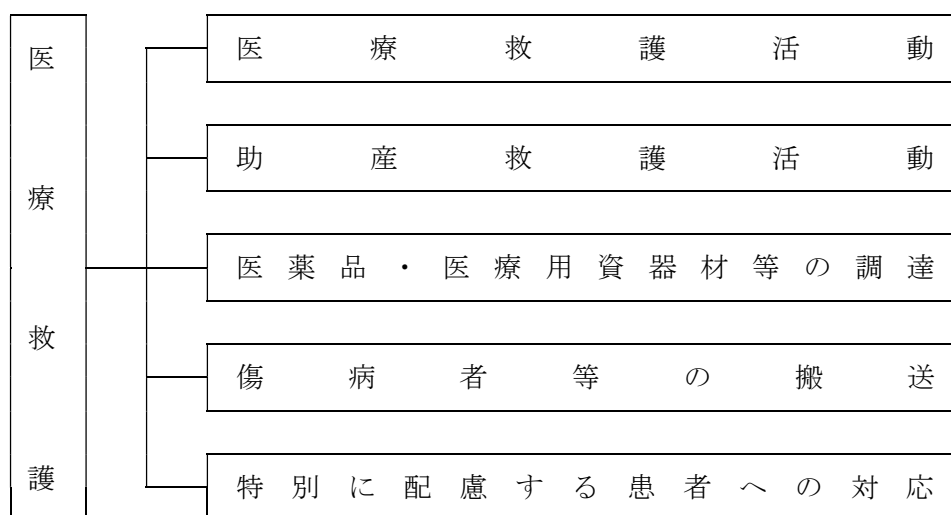 医療救護
医療救護活動
助産救護活動
医薬品・医療用資器材等の調達
傷病者等の搬送
特別に配慮する患者への対応